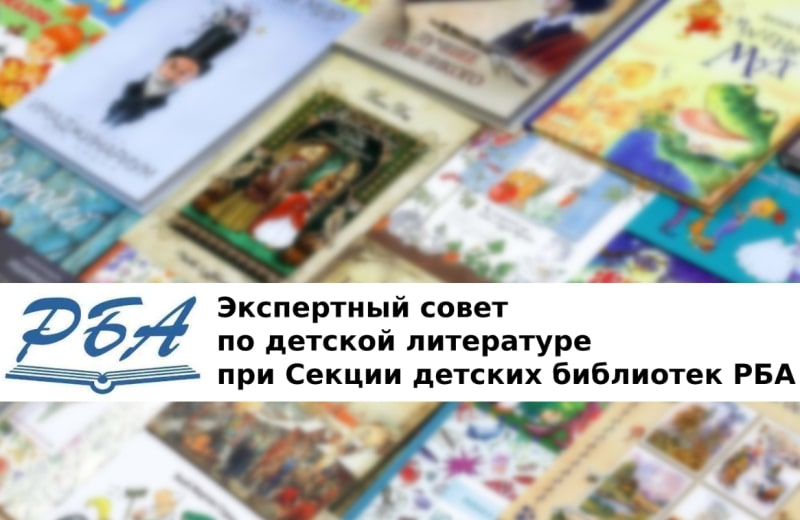 РБА
Экспертный совет
по детской литературе
при Секции детских библиотек РБА